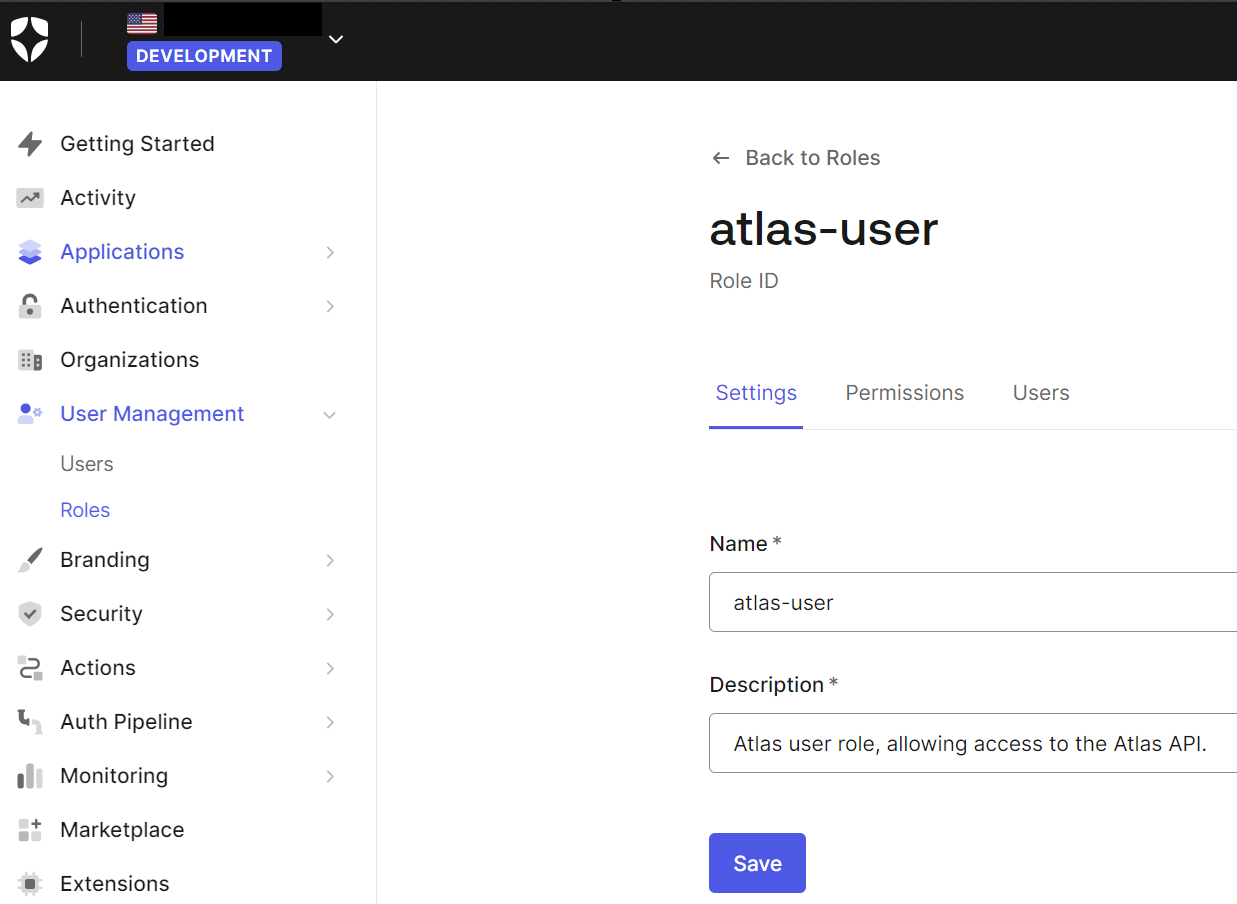 DEVELOPMENT
Getting Started
Activity
Applications
Authentication
Organizations
User Management
Users
Roles
Branding
Security
Actions
Auth Pipeline
Monitoring
Marketplace
Extensions
← Back to Roles
atlas-user
Role ID
Settings Permissions Users
Name *
atlas-user
Description *
Atlas user role, allowing access to the Atlas API.
Save